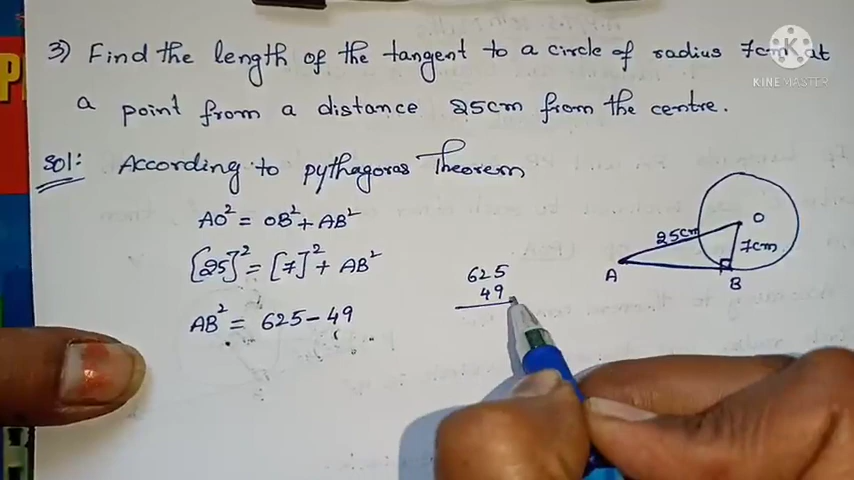 3) Find the length of the tangent to a circle of radius 7cm at
a point from a distance 25cm from the centre.
Sol: According to pythagoras Theorem
AO² = OB² + AB²
[25]² = [7]² + AB²
AB² = 625 - 49
625
49
O
25cm
7cm
A
B
K
KINEMASTER
P